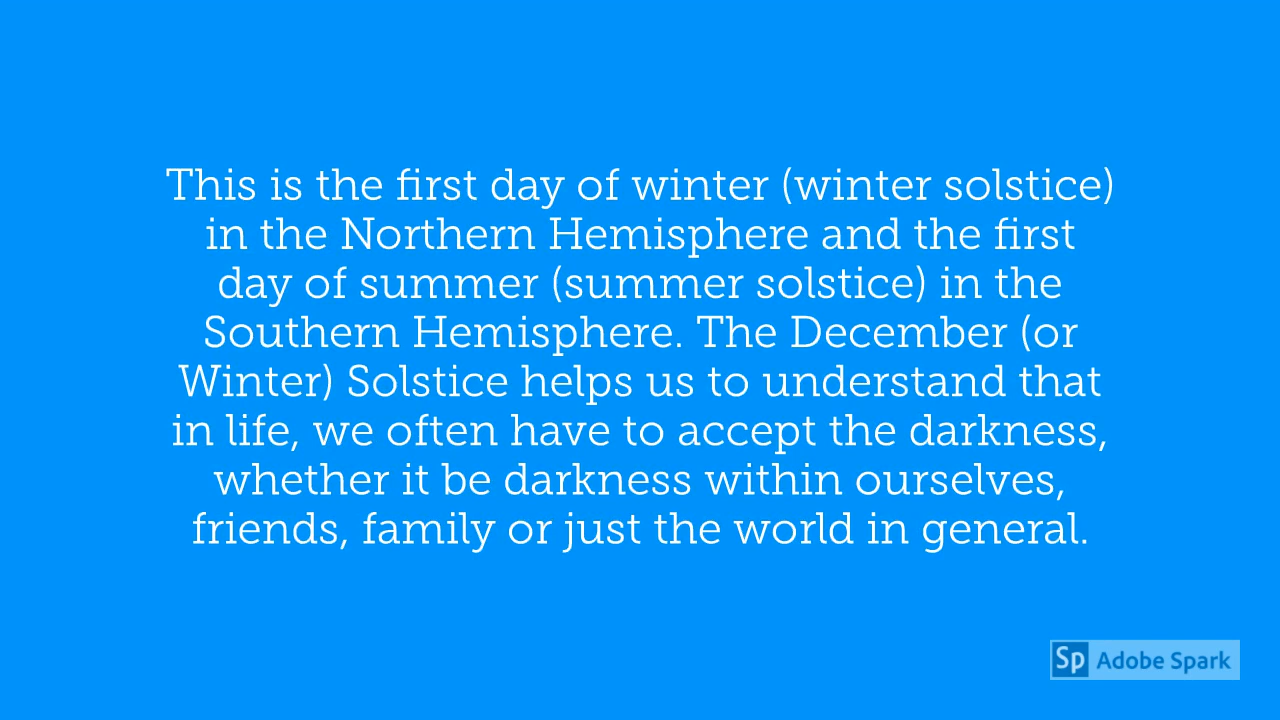 This is the first day of winter (winter solstice)
in the Northern Hemisphere and the first
day of summer (summer solstice) in the
Southern Hemisphere. The December (or
Winter) Solstice helps us to understand that
in life, we often have to accept the darkness,
whether it be darkness within ourselves,
friends, family or just the world in general.
Sp Adobe Spark